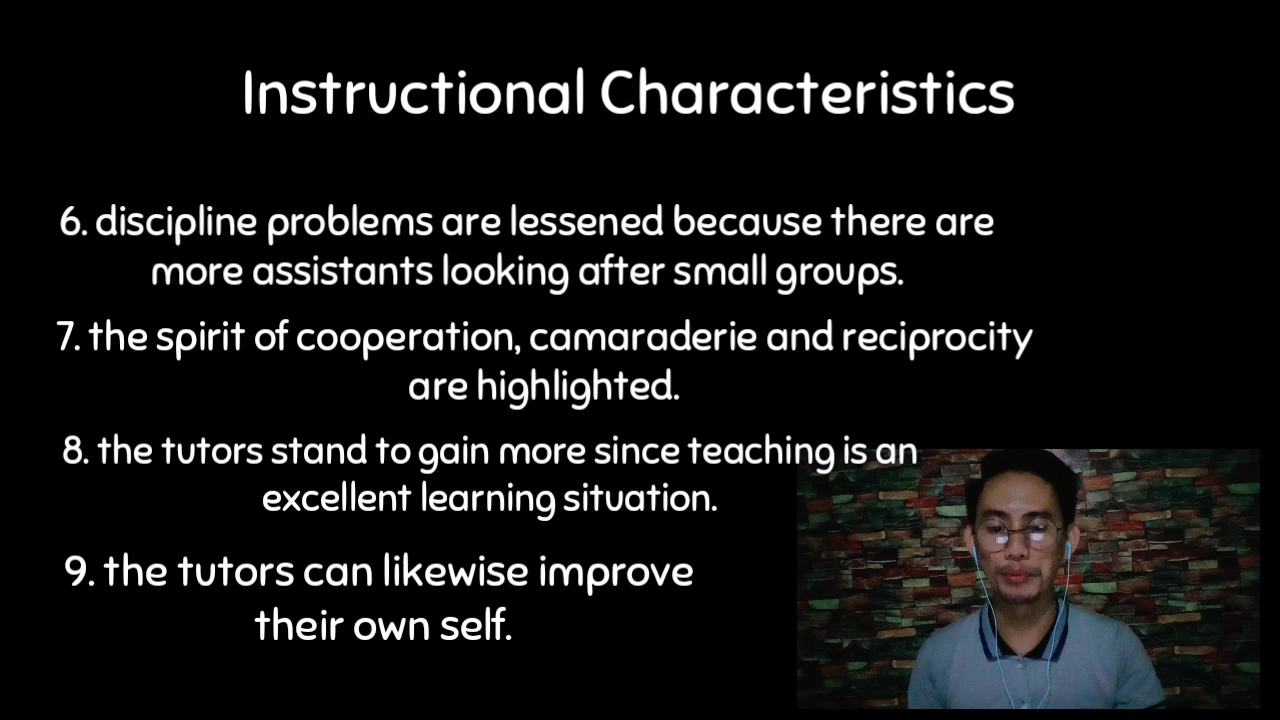 Instructional Characteristics
6. discipline problems are lessened because there are
more assistants looking after small groups.
7. the spirit of cooperation, camaraderie and reciprocity
are highlighted.
8. the tutors stand to gain more since teaching is an
excellent learning situation.
9. the tutors can likewise improve
their own self.